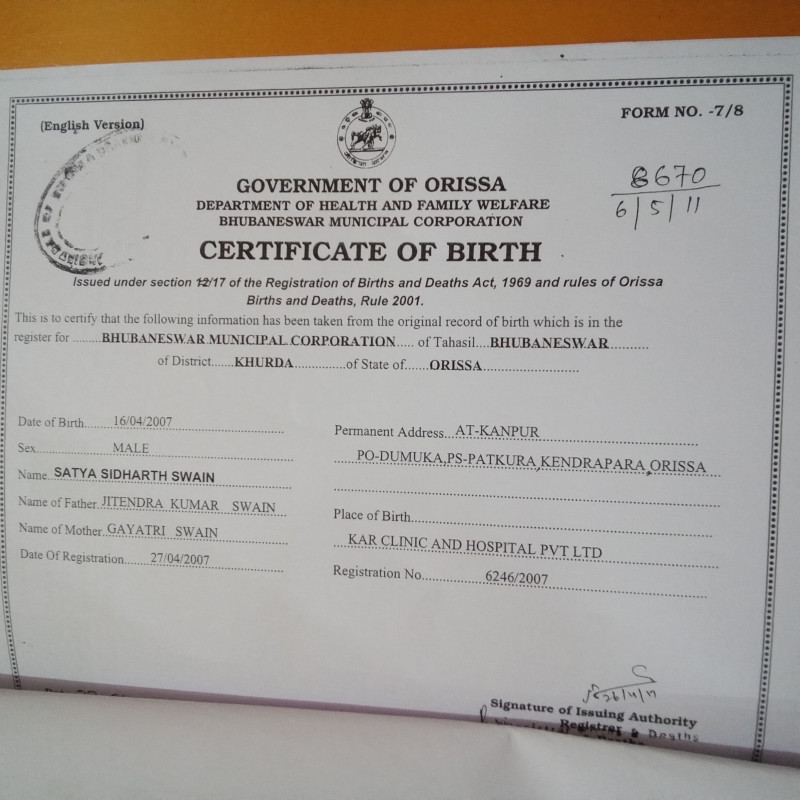 (English Version)
FORM NO. -7/8
GOVERNMENT OF ORISSA
DEPARTMENT OF HEALTH AND FAMILY WELFARE
BHUBANESWAR MUNICIPAL CORPORATION
8670
6/5/11
CERTIFICATE OF BIRTH
Issued under section 12/17 of the Registration of Births and Deaths Act, 1969 and rules of Orissa
Births and Deaths, Rule 2001.
This is to certify that the following information has been taken from the original record of birth which is in the
register for .........BHUBANESWAR MUNICIPAL CORPORATION..... of Tahasil....BHUBANESWAR..........
of District......KHURDA..............of State of......ORISSA.........................
Date of Birth........16/04/2007
Sex.................... MALE
Name.. SATYA SIDHARTH SWAIN
Name of Father. JITENDRA KUMAR SWAIN
Name of Mother. GAYATRI SWAIN
Date Of Registration...... 27/04/2007
Permanent Address...AT-KANPUR
PO-DUMUKA,PS-PATKURA,KENDRAPARA,ORISSA
Place of Birth
KAR CLINIC AND HOSPITAL PVT LTD
Registration No................ 6246/2007
Signature of Issuing Authority
Registrar & Deaths